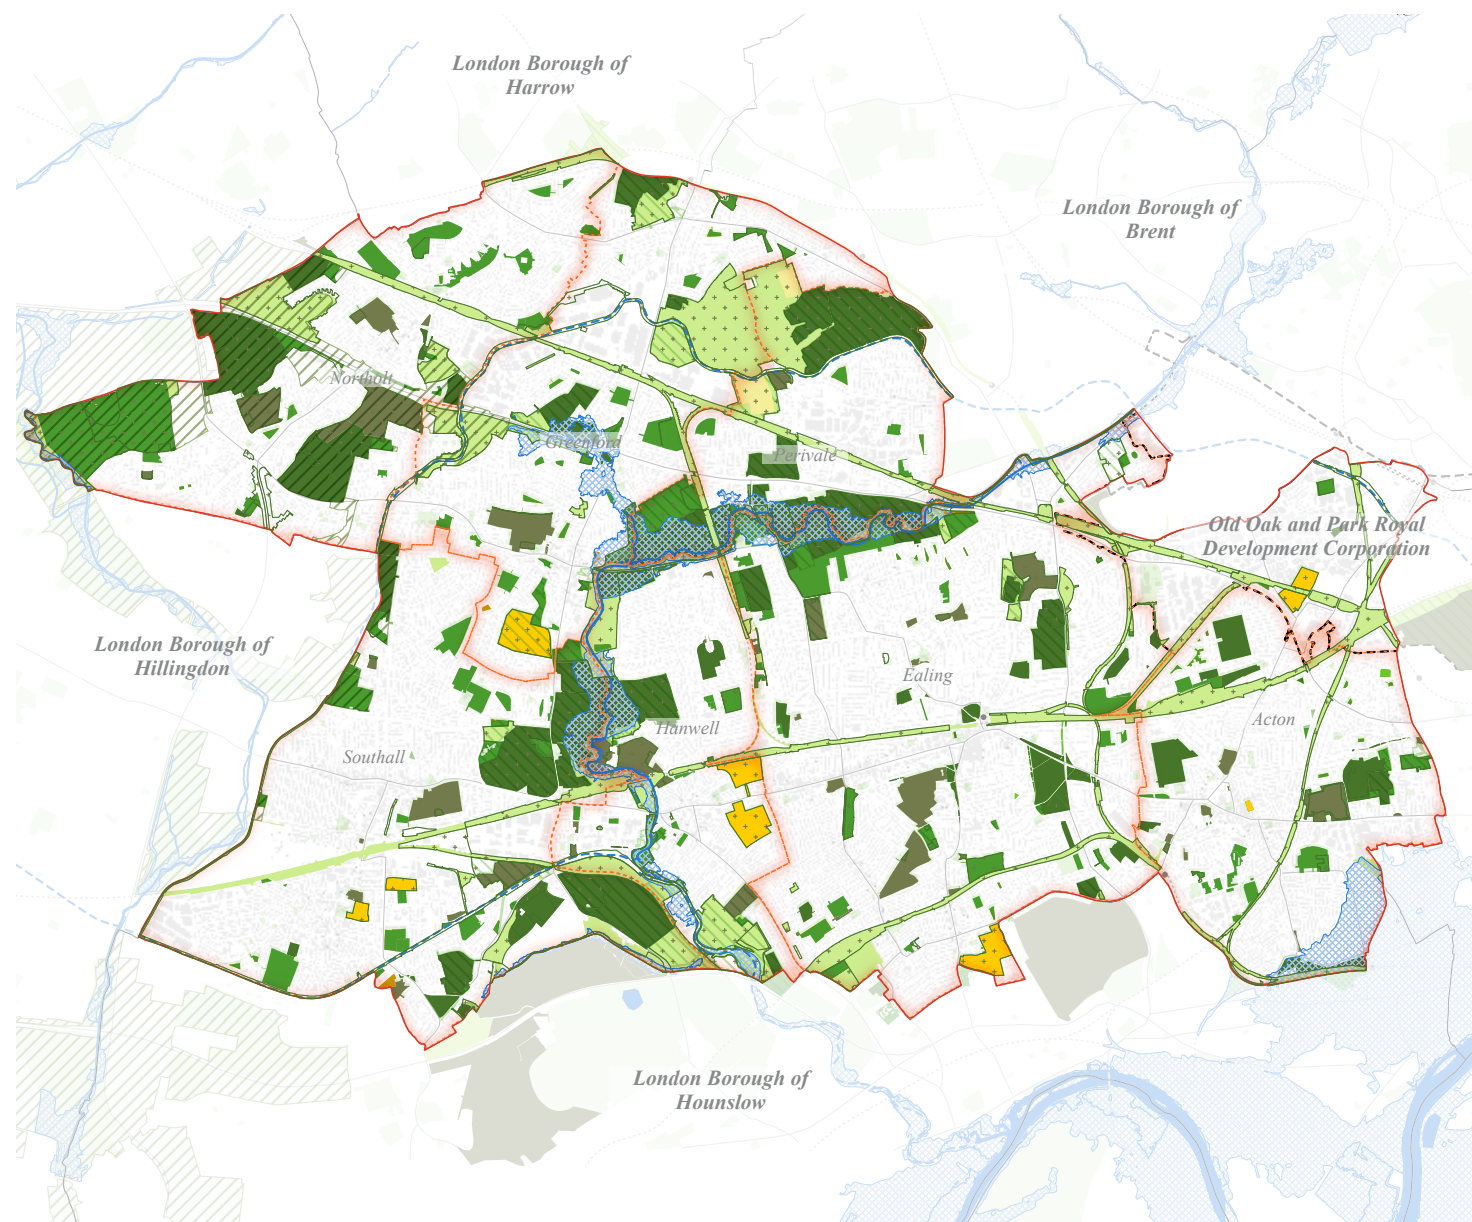 London Borough of
Harrow
London Borough of
Brent
Northolt
Greenford
Perivale
Old Oak and Park Royal
Development Corporation
London Borough of
Hillingdon
Ealing
Hanwell
Acton
Southall
London Borough of
Hounslow